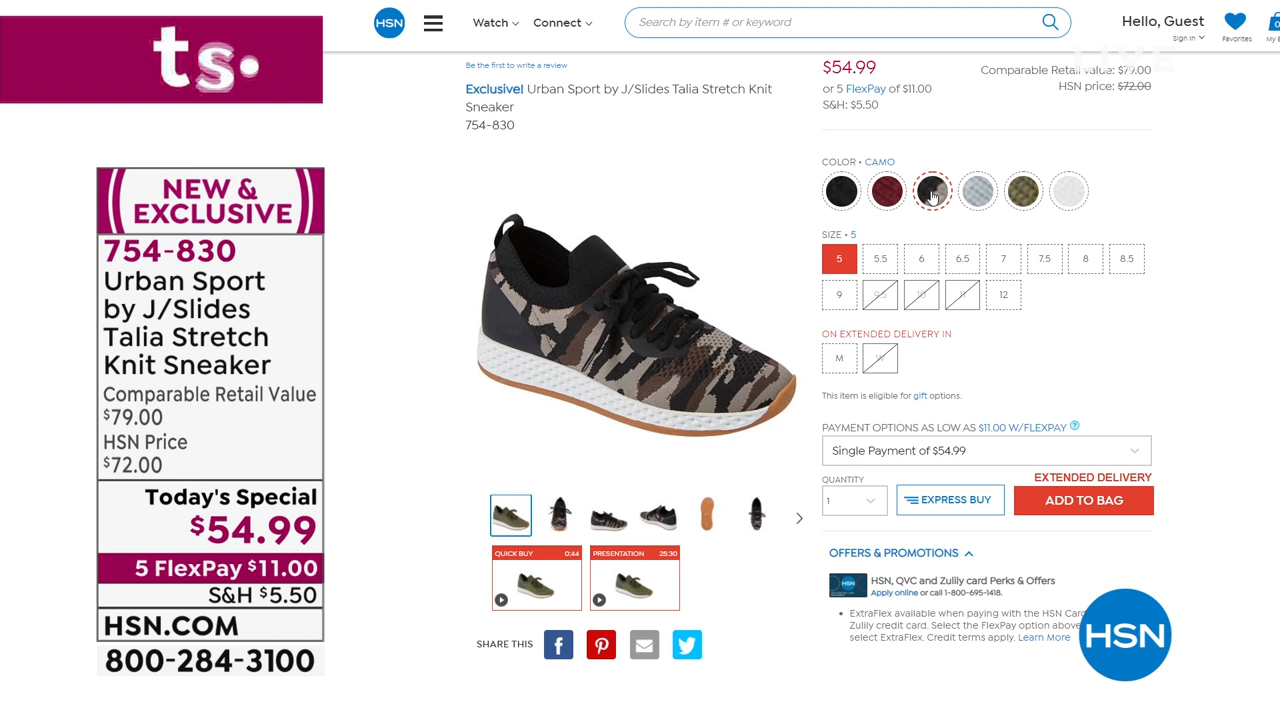 ts.
NEW &
EXCLUSIVE
754-830
Urban Sport
by J/Slides
Talia Stretch
Knit Sneaker
Comparable Retail Value
$79.00
HSN Price
$72.00
Today's Special
$54.99
5 FlexPay $11.00
S&H $5.50
HSN.COM
800-284-3100
HSN
Watch
Connect
Search by item # or keyword
Hello, Guest
Sign In
Favorites
LIVE
Be the first to write a review
Exclusive! Urban Sport by J/Slides Talia Stretch Knit
Sneaker
754-830
$54.99
or 5 FlexPay of $11.00
S&H: $5.50
Comparable Retail Value: $79.00
HSN price: $72.00
COLOR • CAMO
SIZE • 5
5 5.5 6 6.5 7 7.5 8 8.5
9 9.5 10 11 12
ON EXTENDED DELIVERY IN
M W
This item is eligible for gift options.
PAYMENT OPTIONS AS LOW AS $11.00 W/FLEXPAY ?
Single Payment of $54.99
QUANTITY
1
EXPRESS BUY
EXTENDED DELIVERY
ADD TO BAG
QUICK BUY 0:44
PRESENTATION 25:30
SHARE THIS
OFFERS & PROMOTIONS
HSN
HSN, QVC and Zulily card Perks & Offers
Apply online or call 1-800-695-1418.
• ExtraFlex available when paying with the HSN Card
Zulily credit card. Select the FlexPay option above
select ExtraFlex. Credit terms apply. Learn More
HSN